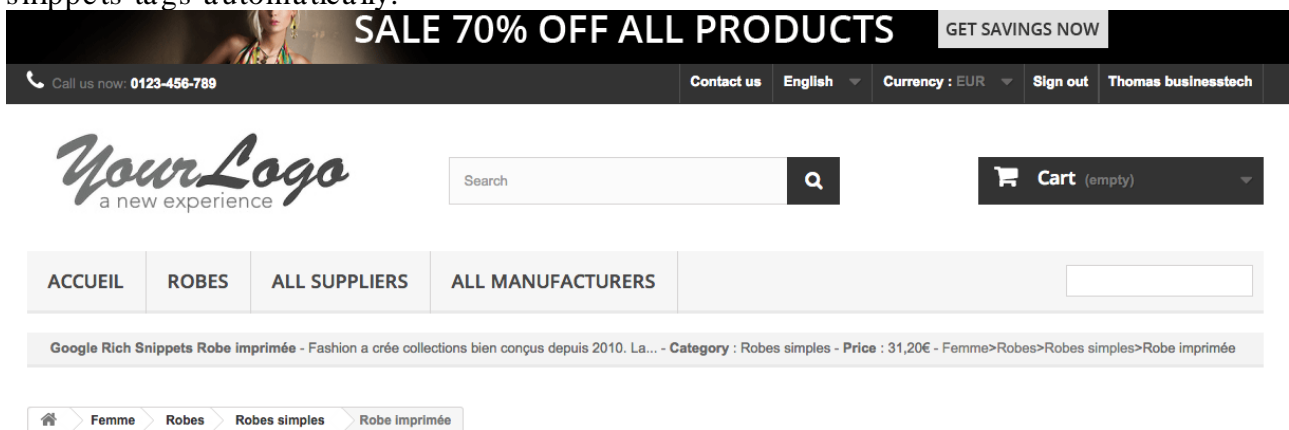 snippets tags automatically.
SALE 70% OFF ALL PRODUCTS GET SAVINGS NOW
Call us now: 0123-456-789 Contact us English Currency : EUR Sign out Thomas businesstech
YourLogo
a new experience
Search
Cart (empty)
ACCUEIL ROBES ALL SUPPLIERS ALL MANUFACTURERS
Google Rich Snippets Robe imprimée - Fashion a crée collections bien conçus depuis 2010. La... - Category : Robes simples - Price : 31,20€ - Femme>Robes>Robes simples>Robe imprimée
Femme Robes Robes simples Robe imprimée